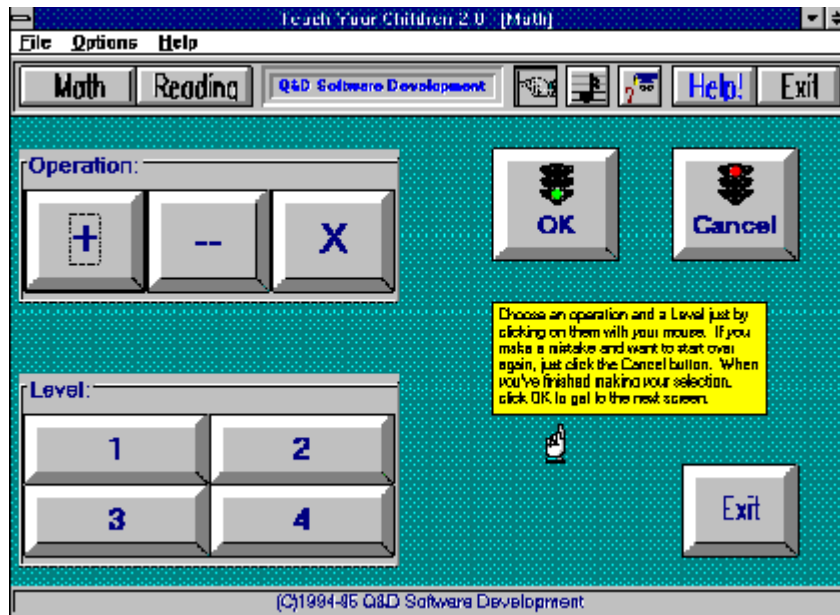 Teach Your Children 2.0 - [Math]
File Options Help
Math Reading Q&D Software Development Help! Exit
Operation:
+ -- X
OK Cancel
Choose an operation and a Level just by
clicking on them with your mouse. If you
make a mistake and want to start over
again, just click the Cancel button. When
you've finished making your selection,
click OK to get to the next screen.
Level:
1 2
3 4
Exit
(C)1994-95 Q&D Software Development